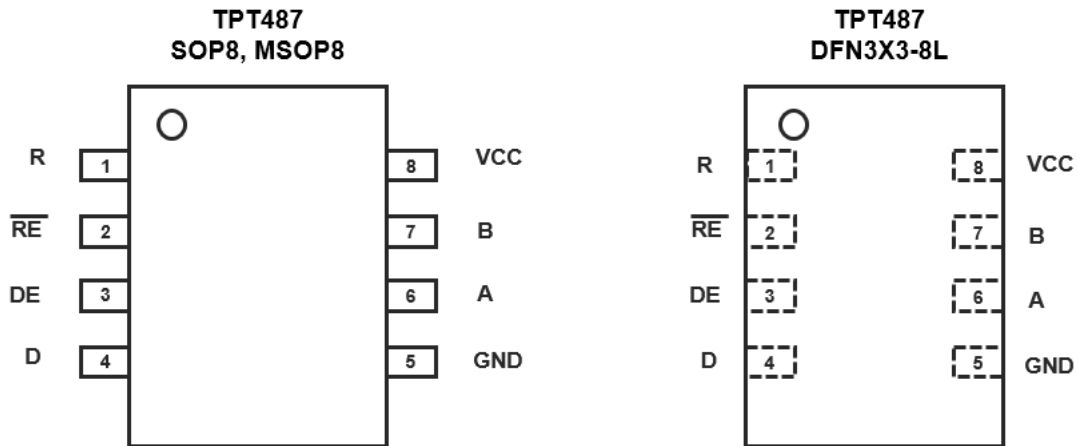 TPT487
SOP8, MSOP8
R 1 8 VCC
RE 2 7 B
DE 3 6 A
D 4 5 GND
TPT487
DFN3X3-8L
R 1 8 VCC
RE 2 7 B
DE 3 6 A
D 4 5 GND